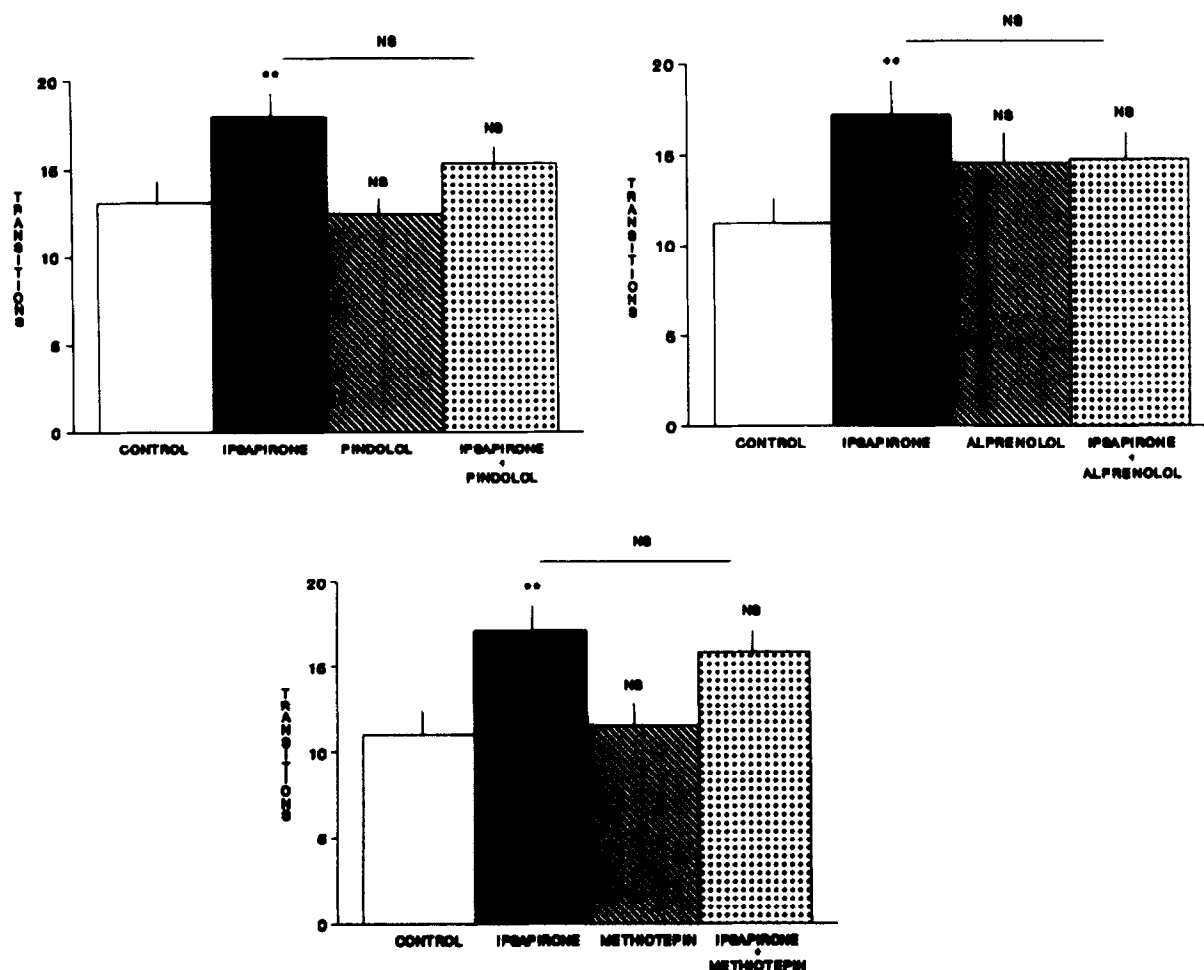 NS
**
NS
NS
20
15
10
5
0
TRANSITIONS
CONTROL IPSAPIRONE PINDOLOL IPSAPIRONE
+
PINDOLOL
NS
**
NS
NS
20
15
10
5
0
TRANSITIONS
CONTROL IPSAPIRONE ALPRENOLOL IPSAPIRONE
+
ALPRENOLOL
NS
**
NS
NS
20
15
10
5
0
TRANSITIONS
CONTROL IPSAPIRONE METHIOTEPIN IPSAPIRONE
+
METHIOTEPIN